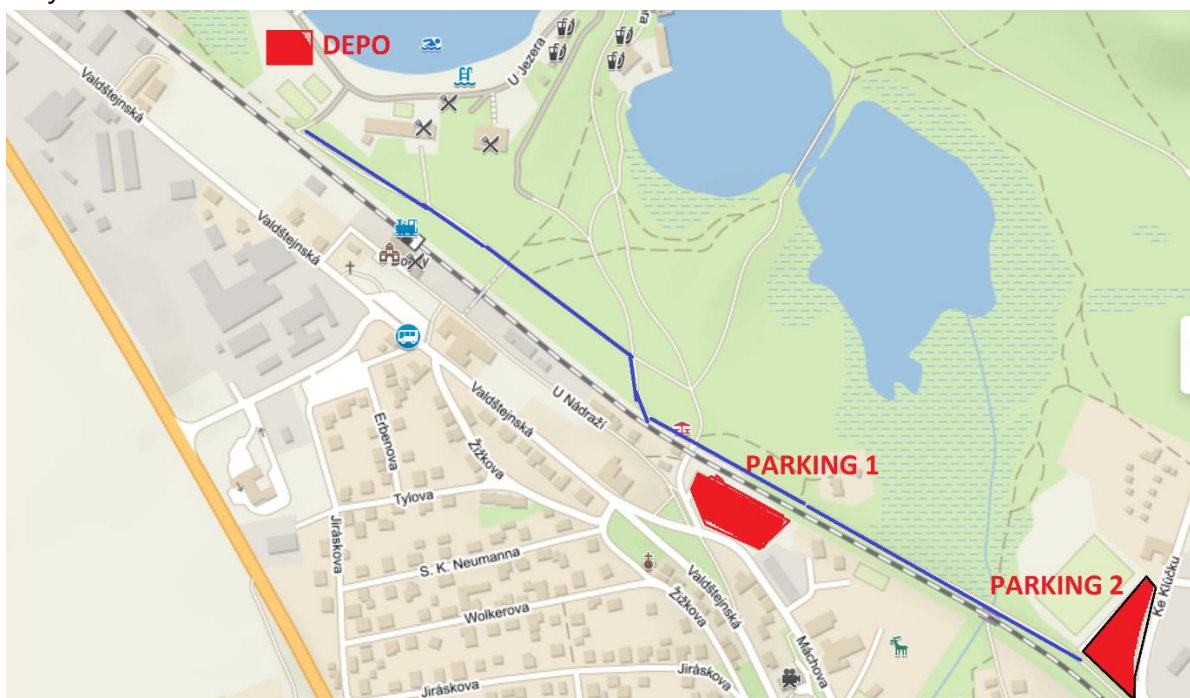 DEPO
U Jezera
Valdštejnská
Valdštejnská
Valdštejnská
U Nádraží
Erbenova
Žižkova
PARKING 1
Tylova
Jiráskova
S. K. Neumanna
Wolkerova
Valdštejnská
Žižkova
Jiráskova
Jiráskova
Máchova
PARKING 2
Ke Klůčku